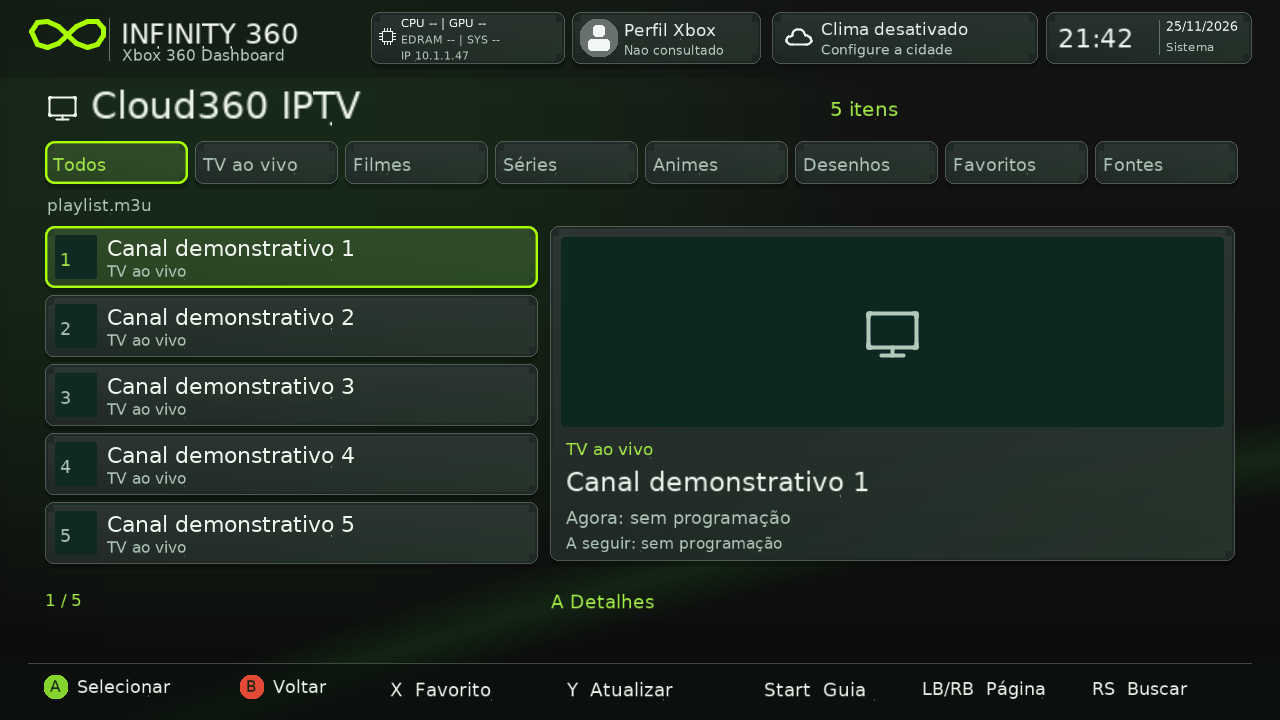 INFINITY 360
Xbox 360 Dashboard
CPU -- | GPU --
EDRAM -- | SYS --
IP 10.1.1.47
Perfil Xbox
Nao consultado
Clima desativado
Configure a cidade
21:42
25/11/2026
Sistema
Cloud360 IPTV
5 itens
Todos
TV ao vivo
Filmes
Séries
Animes
Desenhos
Favoritos
Fontes
playlist.m3u
1
Canal demonstrativo 1
TV ao vivo
2
Canal demonstrativo 2
TV ao vivo
3
Canal demonstrativo 3
TV ao vivo
4
Canal demonstrativo 4
TV ao vivo
5
Canal demonstrativo 5
TV ao vivo
TV ao vivo
Canal demonstrativo 1
Agora: sem programação
A seguir: sem programação
1 / 5
A Detalhes
A Selecionar
B Voltar
X Favorito
Y Atualizar
Start Guia
LB/RB Página
RS Buscar